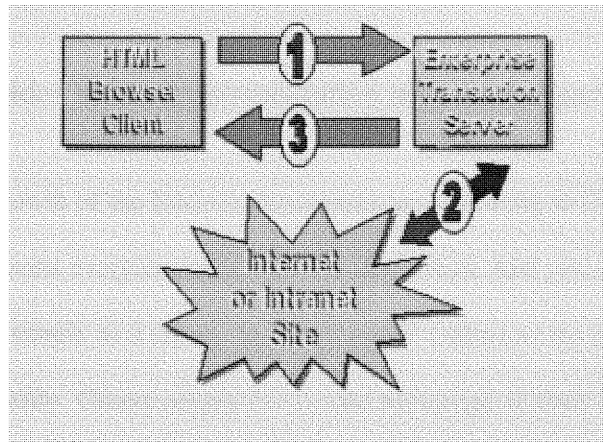 HTML
Browser
Client
1
Enterprise
Translation
Server
3
2
Internet
or Intranet
Site